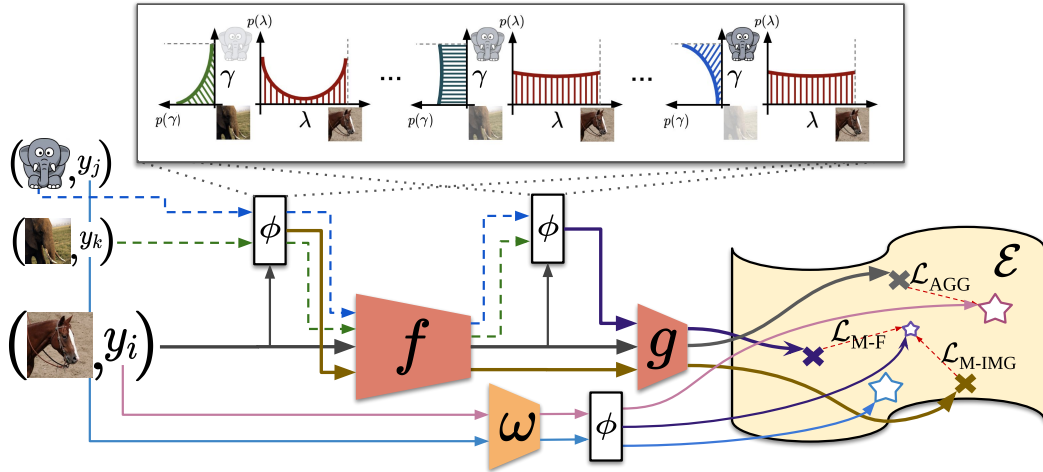 p(λ) p(λ) p(λ)
γ ... γ ... γ
p(γ) λ p(γ) λ p(γ) λ
( , y_j)
( , y_k)
( , y_i)
ϕ
ϕ
f
g
ω
ϕ
ℰ
ℒ_AGG
ℒ_M-F
ℒ_M-IMG